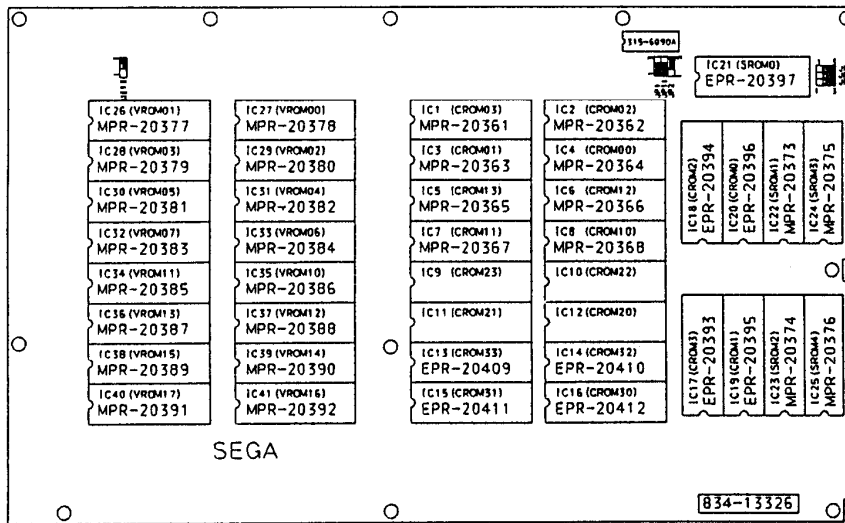 315-6090A
IC21 (SROM0)
EPR-20397
IC26 (VROM01)
MPR-20377
IC27 (VROM00)
MPR-20378
IC1 (CROM03)
MPR-20361
IC2 (CROM02)
MPR-20362
IC28 (VROM03)
MPR-20379
IC29 (VROM02)
MPR-20380
IC3 (CROM01)
MPR-20363
IC4 (CROM00)
MPR-20364
IC30 (VROM05)
MPR-20381
IC31 (VROM04)
MPR-20382
IC5 (CROM13)
MPR-20365
IC6 (CROM12)
MPR-20366
IC32 (VROM07)
MPR-20383
IC33 (VROM06)
MPR-20384
IC7 (CROM11)
MPR-20367
IC8 (CROM10)
MPR-20368
IC34 (VROM11)
MPR-20385
IC35 (VROM10)
MPR-20386
IC9 (CROM23)
IC10 (CROM22)
IC36 (VROM13)
MPR-20387
IC37 (VROM12)
MPR-20388
IC11 (CROM21)
IC12 (CROM20)
IC38 (VROM15)
MPR-20389
IC39 (VROM14)
MPR-20390
IC13 (CROM33)
EPR-20409
IC14 (CROM32)
EPR-20410
IC40 (VROM17)
MPR-20391
IC41 (VROM16)
MPR-20392
IC15 (CROM31)
EPR-20411
IC16 (CROM30)
EPR-20412
IC18 (CROM2)
EPR-20394
IC20 (CROM0)
EPR-20396
IC22 (SROM1)
MPR-20373
IC24 (SROM3)
MPR-20375
IC17 (CROM3)
EPR-20393
IC19 (CROM1)
EPR-20395
IC23 (SROM2)
MPR-20374
IC25 (SROM4)
MPR-20376
SEGA
834-13326